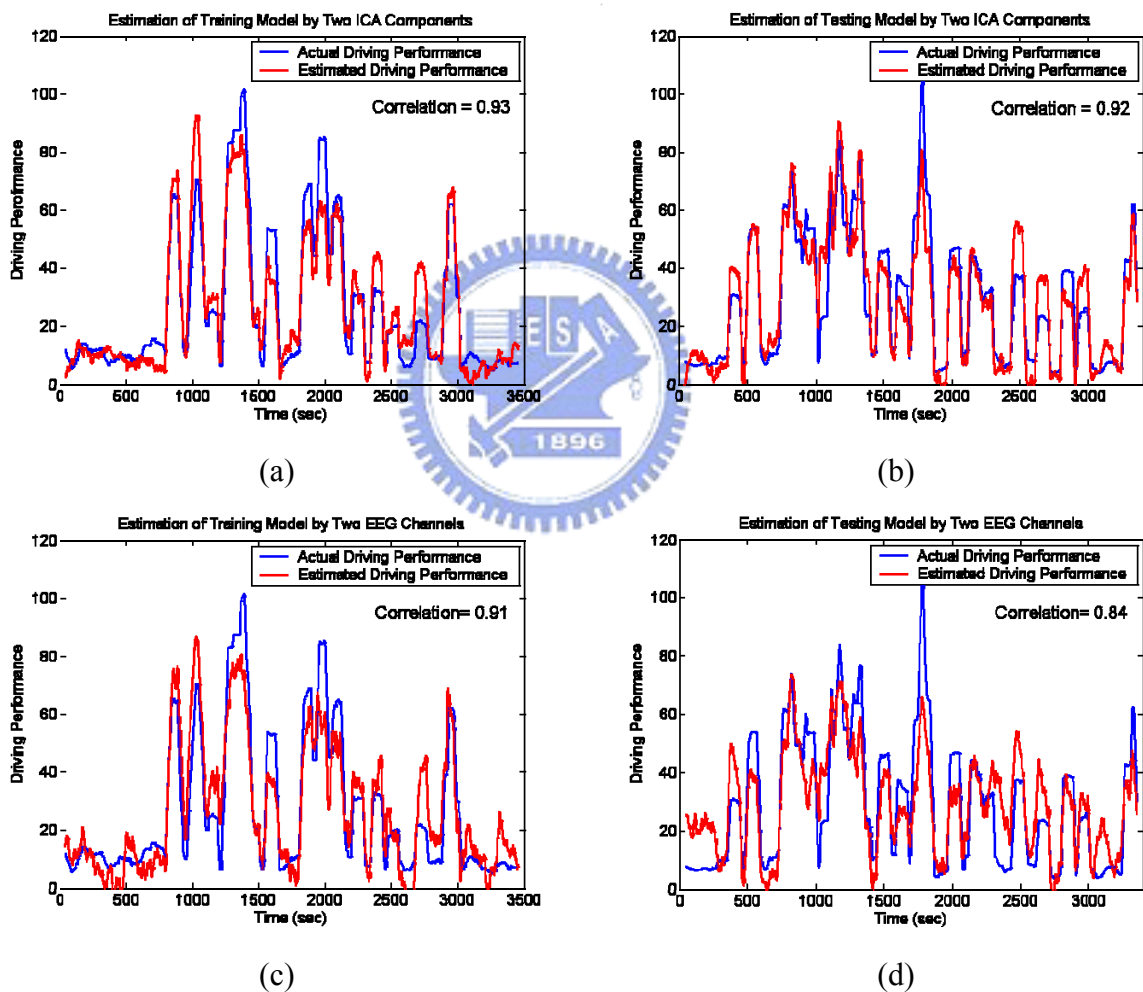 Estimation of Training Model by Two ICA Components
120
100
80
60
40
20
0
Driving Perofrmance
Actual Driving Performance
Estimated Driving Performance
Correlation = 0.93
0 500 1000 1500 2000 2500 3000 3500
Time (sec)
(a)
Estimation of Testing Model by Two ICA Components
120
100
80
60
40
20
0
Driving Performance
Actual Driving Performance
Estimated Driving Performance
Correlation = 0.92
0 500 1000 1500 2000 2500 3000
Time (sec)
(b)
E S A
1896
Estimation of Training Model by Two EEG Channels
120
100
80
60
40
20
0
Driving Performance
Actual Driving Performance
Estimated Driving Performance
Correlation= 0.91
0 500 1000 1500 2000 2500 3000 3500
Time (sec)
(c)
Estimation of Testing Model by Two EEG Channels
120
100
80
60
40
20
0
Driving Performance
Actual Driving Performance
Estimated Driving Performance
Correlation= 0.84
0 500 1000 1500 2000 2500 3000
Time (sec)
(d)